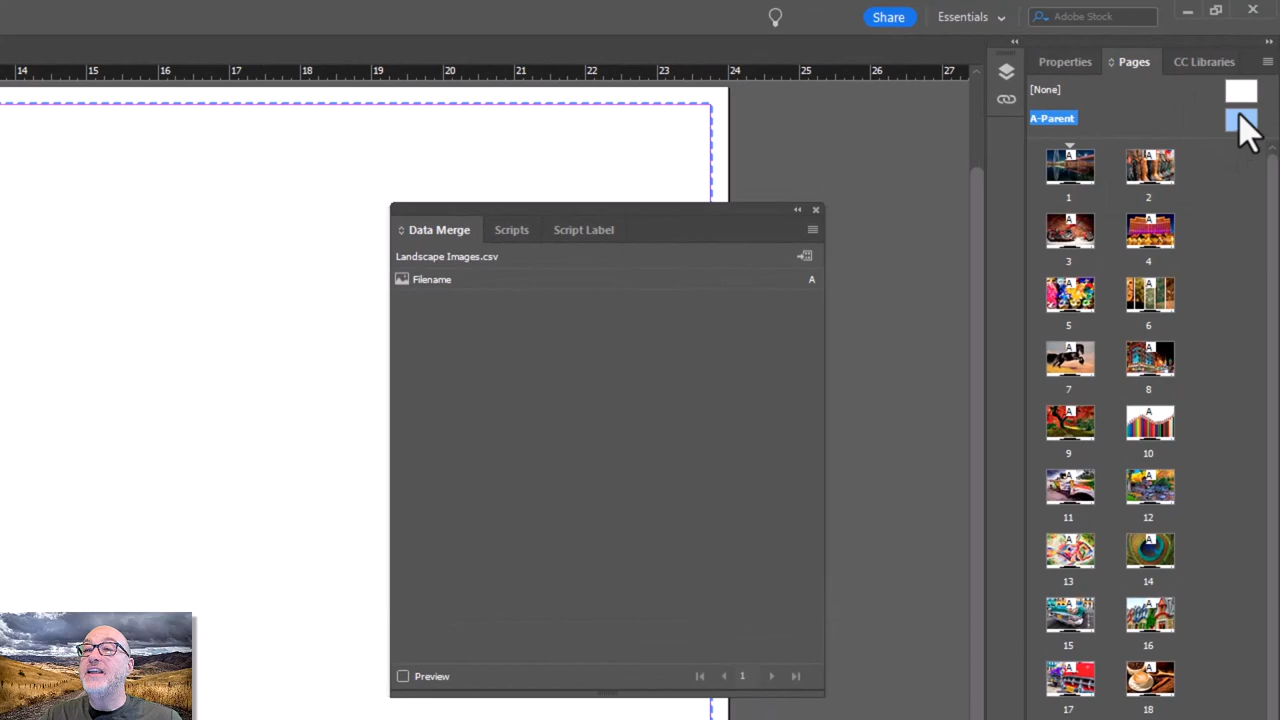 Share
Essentials
Adobe Stock
14 15 16 17 18 19 20 21 22 23 24 25 26 27
Properties
Pages
CC Libraries
[None]
A-Parent
A A
1 2
A A
3 4
A A
5 6
A A
7 8
A A
9 10
A A
11 12
A A
13 14
A A
15 16
A A
17 18
Data Merge
Scripts
Script Label
Landscape Images.csv
Filename
A
Preview
1